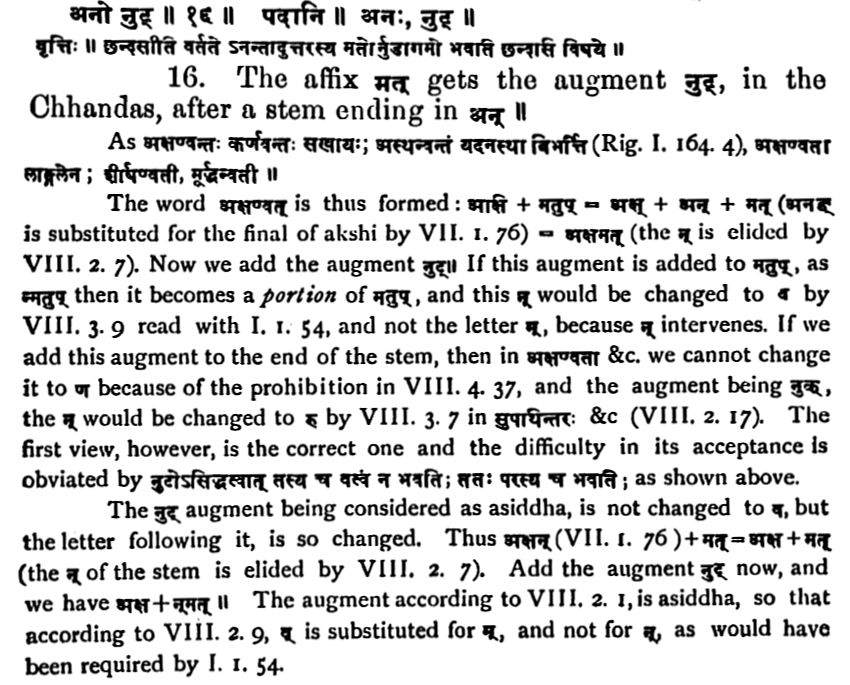 अनो नुट् ॥ १६ ॥ पदानि ॥ अनः, नुट् ॥
वृत्तिः ॥ छन्दसीति वर्तते ऽनन्तादुत्तरस्य मतोर्नुडागमो भवति छन्दसि विषये ॥
16. The affix मत् gets the augment नुट्, in the
Chhandas, after a stem ending in अन् ॥
As अक्षण्वन्तः कर्णवन्तः सखायः; अस्थन्वन्तं यदनस्था बिभर्त्ति (Rig. I. 164. 4), अक्षण्वता
लाङ्गलेन ; शीर्षण्वती, मूर्द्धन्वती ॥
The word अक्षण्वत् is thus formed : अक्षि + मतुप् = अक्ष् + अन् + मत् (अनङ्
is substituted for the final of akshi by VII. 1. 76) = अक्षमत् (the न् is elided by
VIII. 2. 7). Now we add the augment नुट्॥ If this augment is added to मतुप्, as
न्मतुप् then it becomes a portion of मतुप्, and this न् would be changed to व by
VIII. 3. 9 read with I. 1. 54, and not the letter म्, because न् intervenes. If we
add this augment to the end of the stem, then in अक्षण्वता &c. we cannot change
it to ण because of the prohibition in VIII. 4. 37, and the augment being नुक्,
the न् would be changed to रु by VIII. 3. 7 in सुपथिन्तरः &c (VIII. 2. 17). The
first view, however, is the correct one and the difficulty in its acceptance is
obviated by नुटोऽसिद्धत्वात् तस्य च वत्वं न भवति; ततः परस्य च भवति ; as shown above.
The नुट् augment being considered as asiddha, is not changed to व, but
the letter following it, is so changed. Thus अक्षन् (VII. 1. 76)+मत्=अक्ष+मत्
(the न् of the stem is elided by VIII. 2. 7). Add the augment नुट् now, and
we have अक्ष+न्मत् ॥ The augment according to VIII. 2. 1, is asiddha, so that
according to VIII. 2. 9, व् is substituted for म्, and not for न्, as would have
been required by I. 1. 54.